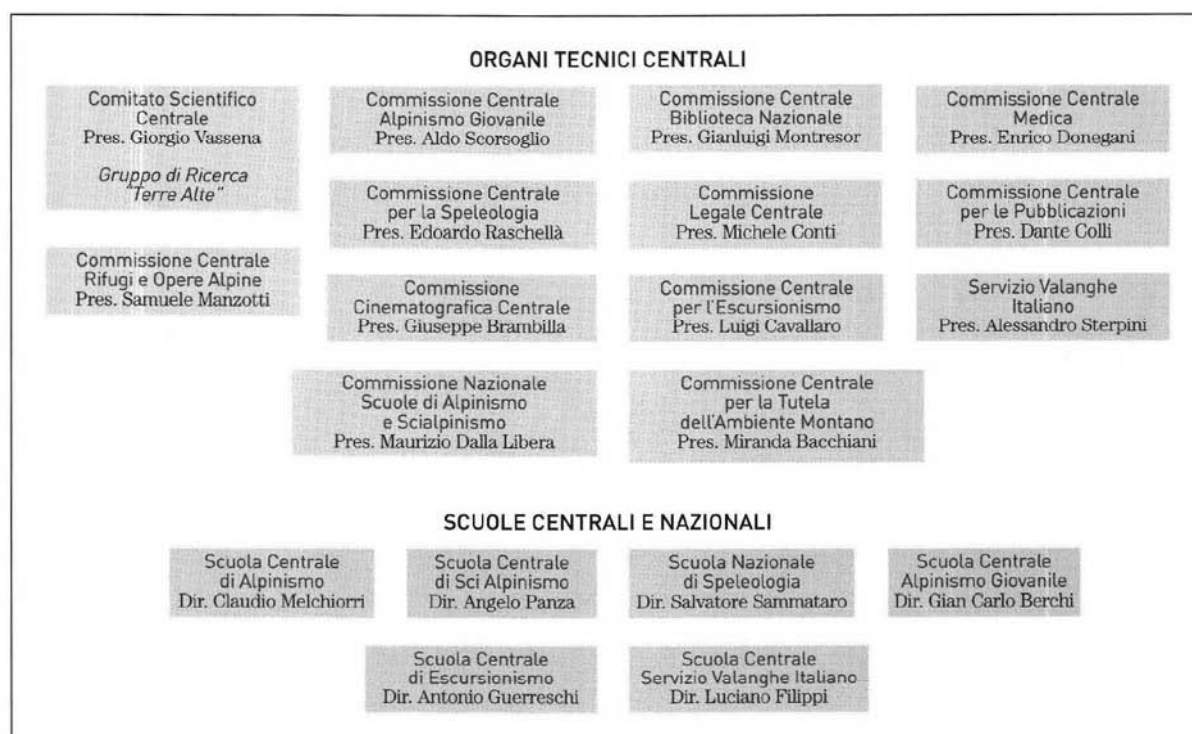 ORGANI TECNICI CENTRALI
Comitato Scientifico
Centrale
Pres. Giorgio Vassena
Gruppo di Ricerca
"Terre Alte"
Commissione Centrale
Alpinismo Giovanile
Pres. Aldo Scorsoglio
Commissione Centrale
Biblioteca Nazionale
Pres. Gianluigi Montresor
Commissione Centrale
Medica
Pres. Enrico Donegani
Commissione Centrale
per la Speleologia
Pres. Edoardo Raschellà
Commissione
Legale Centrale
Pres. Michele Conti
Commissione Centrale
per le Pubblicazioni
Pres. Dante Colli
Commissione Centrale
Rifugi e Opere Alpine
Pres. Samuele Manzotti
Commissione
Cinematografica Centrale
Pres. Giuseppe Brambilla
Commissione Centrale
per l'Escursionismo
Pres. Luigi Cavallaro
Servizio Valanghe
Italiano
Pres. Alessandro Sterpini
Commissione Nazionale
Scuole di Alpinismo
e Scialpinismo
Pres. Maurizio Dalla Libera
Commissione Centrale
per la Tutela
dell'Ambiente Montano
Pres. Miranda Bacchiani
SCUOLE CENTRALI E NAZIONALI
Scuola Centrale
di Alpinismo
Dir. Claudio Melchiorri
Scuola Centrale
di Sci Alpinismo
Dir. Angelo Panza
Scuola Nazionale
di Speleologia
Dir. Salvatore Sammataro
Scuola Centrale
Alpinismo Giovanile
Dir. Gian Carlo Berchi
Scuola Centrale
di Escursionismo
Dir. Antonio Guerreschi
Scuola Centrale
Servizio Valanghe Italiano
Dir. Luciano Filippi